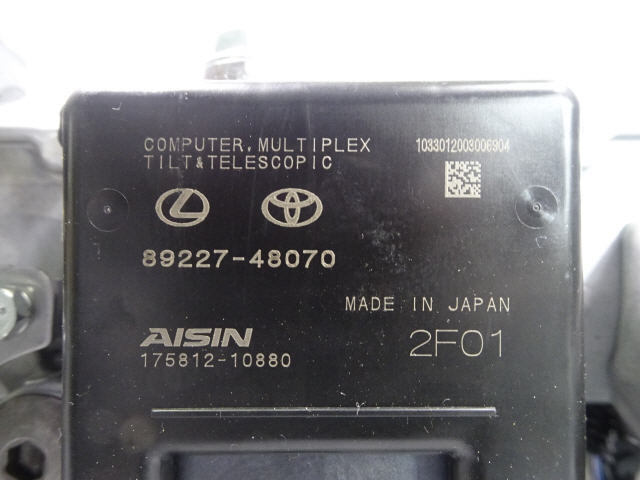 COMPUTER, MULTIPLEX
TILT&TELESCOPIC
1033012003006904
89227-48070
MADE IN JAPAN
AISIN
175812-10880
2F01